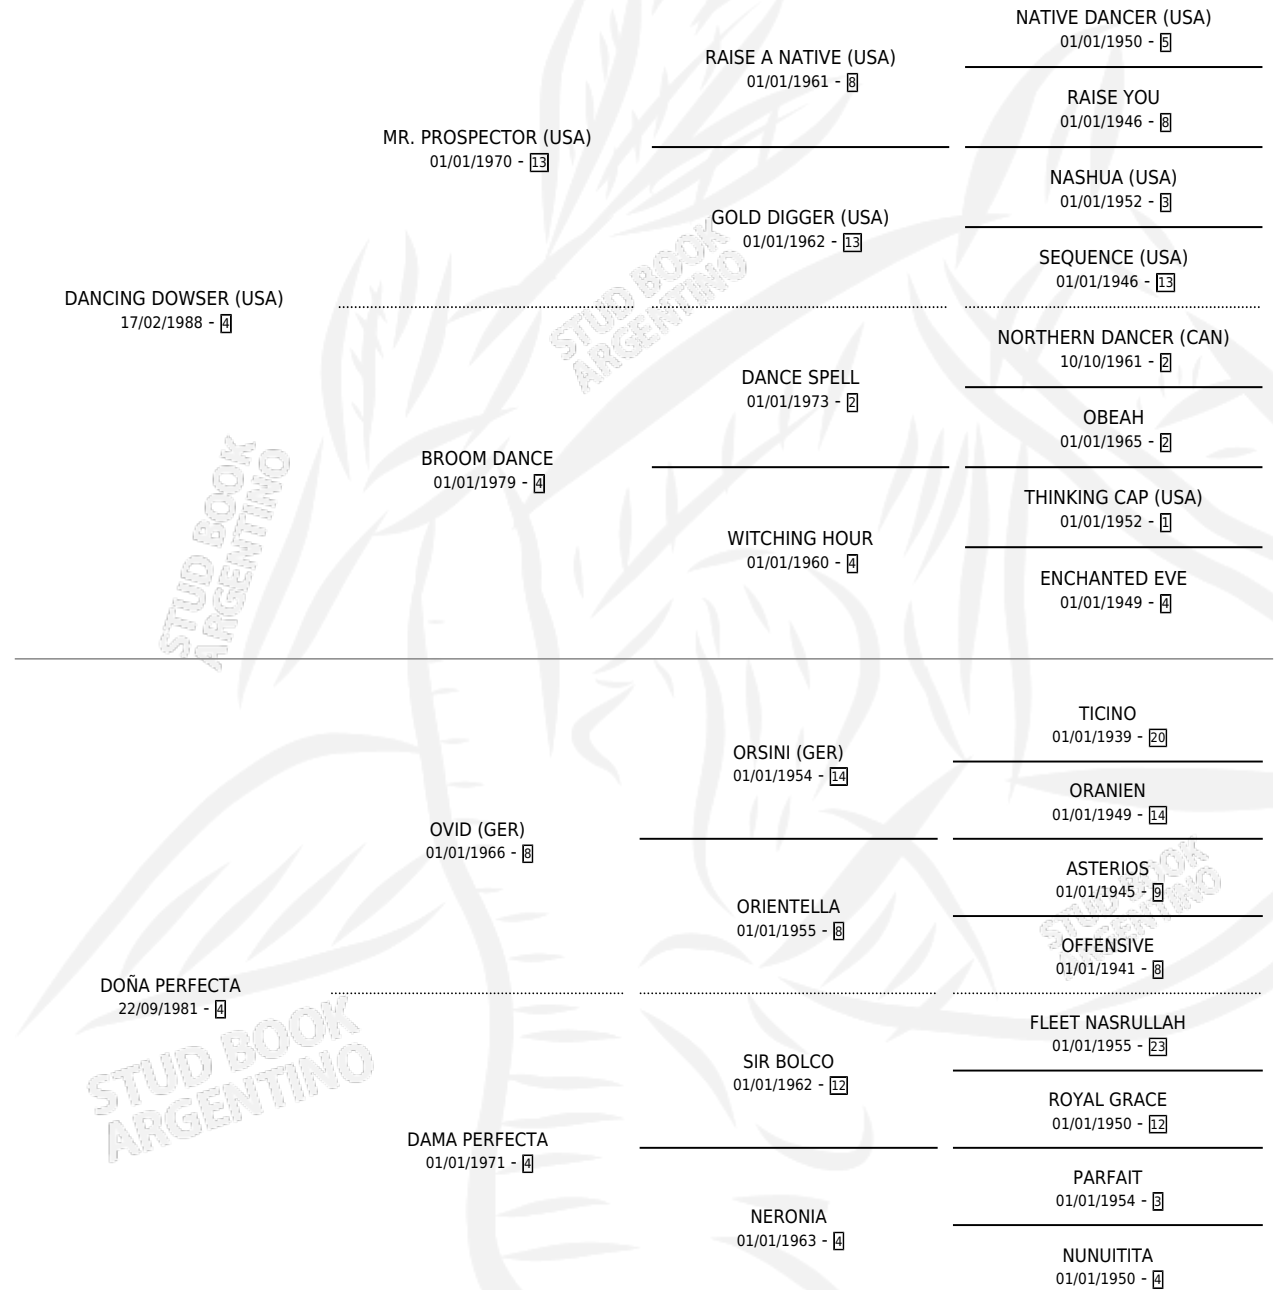 NATIVE DANCER (USA)
01/01/1950 - 5
RAISE A NATIVE (USA)
01/01/1961 - 8
RAISE YOU
01/01/1946 - 8
MR. PROSPECTOR (USA)
01/01/1970 - 13
NASHUA (USA)
01/01/1952 - 3
GOLD DIGGER (USA)
01/01/1962 - 13
SEQUENCE (USA)
01/01/1946 - 13
DANCING DOWSER (USA)
17/02/1988 - 4
NORTHERN DANCER (CAN)
10/10/1961 - 2
DANCE SPELL
01/01/1973 - 2
OBEAH
01/01/1965 - 2
BROOM DANCE
01/01/1979 - 4
THINKING CAP (USA)
01/01/1952 - 1
WITCHING HOUR
01/01/1960 - 4
ENCHANTED EVE
01/01/1949 - 4
TICINO
01/01/1939 - 20
ORSINI (GER)
01/01/1954 - 14
ORANIEN
01/01/1949 - 14
OVID (GER)
01/01/1966 - 8
ASTERIOS
01/01/1945 - 9
ORIENTELLA
01/01/1955 - 8
OFFENSIVE
01/01/1941 - 8
DOÑA PERFECTA
22/09/1981 - 4
FLEET NASRULLAH
01/01/1955 - 23
SIR BOLCO
01/01/1962 - 12
ROYAL GRACE
01/01/1950 - 12
DAMA PERFECTA
01/01/1971 - 4
PARFAIT
01/01/1954 - 3
NERONIA
01/01/1963 - 4
NUNUITITA
01/01/1950 - 4
STUD BOOK
ARGENTINO
STUD BOOK
ARGENTINO
STUD BOOK
ARGENTINO
STUD BOOK
ARGENTINO